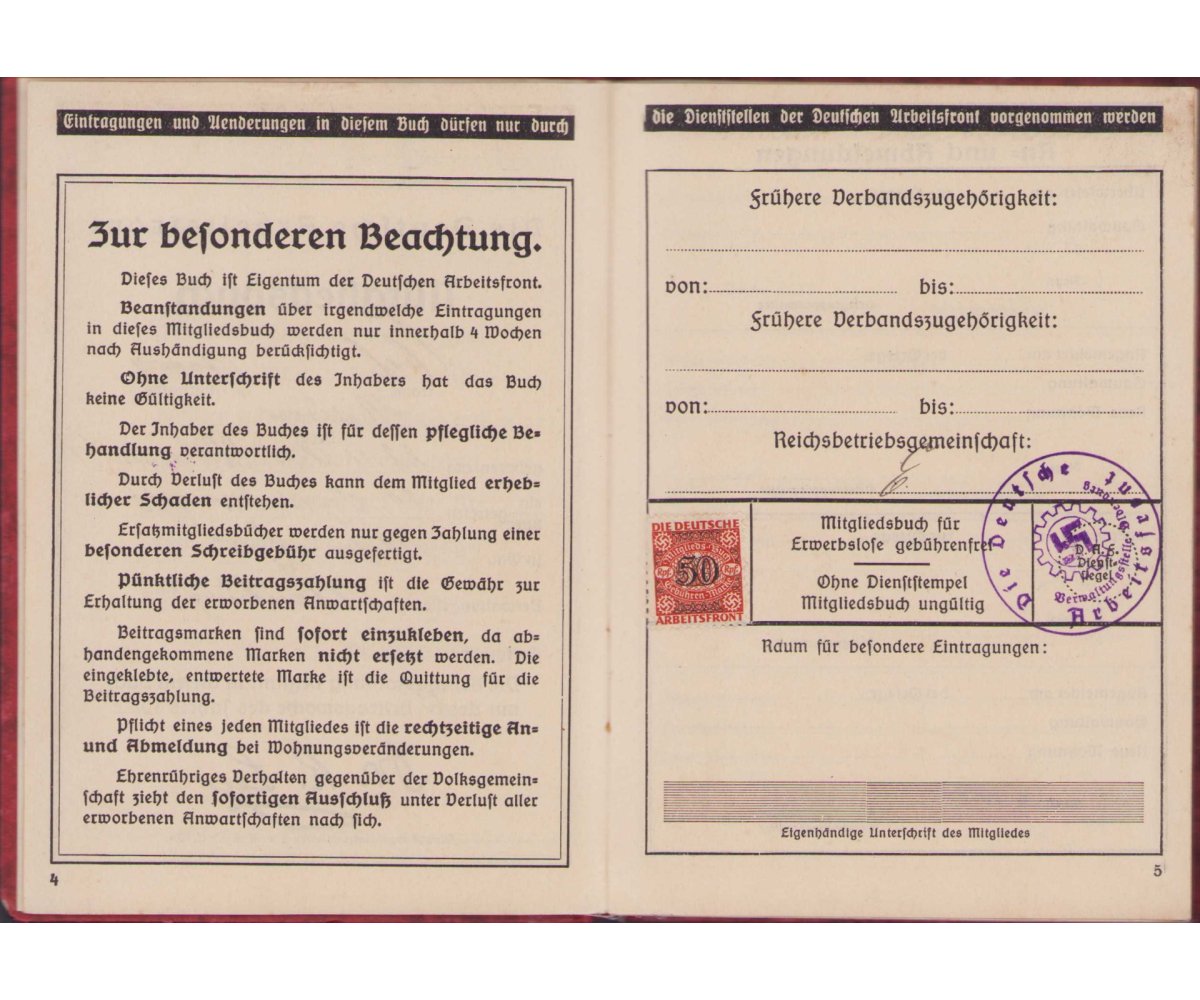 Eintragungen und Aenderungen in dieſem Buch dürfen nur durch
Zur beſonderen Beachtung.
Dieſes Buch iſt Eigentum der Deutſchen Arbeitsfront.
Beanſtandungen über irgendwelche Eintragungen
in dieſes Mitgliedsbuch werden nur innerhalb 4 Wochen
nach Aushändigung berückſichtigt.
Ohne Unterſchrift des Inhabers hat das Buch
keine Gültigkeit.
Der Inhaber des Buches iſt für deſſen pflegliche Be-
handlung verantwortlich.
Durch Verluſt des Buches kann dem Mitglied erheb-
licher Schaden entſtehen.
Erſatzmitgliedsbücher werden nur gegen Zahlung einer
beſonderen Schreibgebühr ausgefertigt.
Pünktliche Beitragszahlung iſt die Gewähr zur
Erhaltung der erworbenen Anwartſchaften.
Beitragsmarken ſind ſofort einzukleben, da ab-
handengekommene Marken nicht erſetzt werden. Die
eingeklebte, entwertete Marke iſt die Quittung für die
Beitragszahlung.
Pflicht eines jeden Mitgliedes iſt die rechtzeitige An-
und Abmeldung bei Wohnungsveränderungen.
Ehrenrühriges Verhalten gegenüber der Volksgemein-
ſchaft zieht den ſofortigen Ausſchluß unter Verluſt aller
erworbenen Anwartſchaften nach ſich.
4
die Dienſtſtellen der Deutſchen Arbeitsfront vorgenommen werden
Frühere Verbandszugehörigkeit:
von: bis:
Frühere Verbandszugehörigkeit:
von: bis:
Reichsbetriebsgemeinſchaft:
DIE DEUTSCHE
Mitglieds-Buch
Rpf. 50 Rpf.
Gebühren-Marke
ARBEITSFRONT
Mitgliedsbuch für
Erwerbsloſe gebührenfrei
Ohne Dienſtſtempel
Mitgliedsbuch ungültig
D. A. F.
Dienſt-
ſiegel
Die Deutſche Arbeitsfront
Verwaltungsſtelle
Raum für beſondere Eintragungen:
Eigenhändige Unterſchrift des Mitgliedes
5